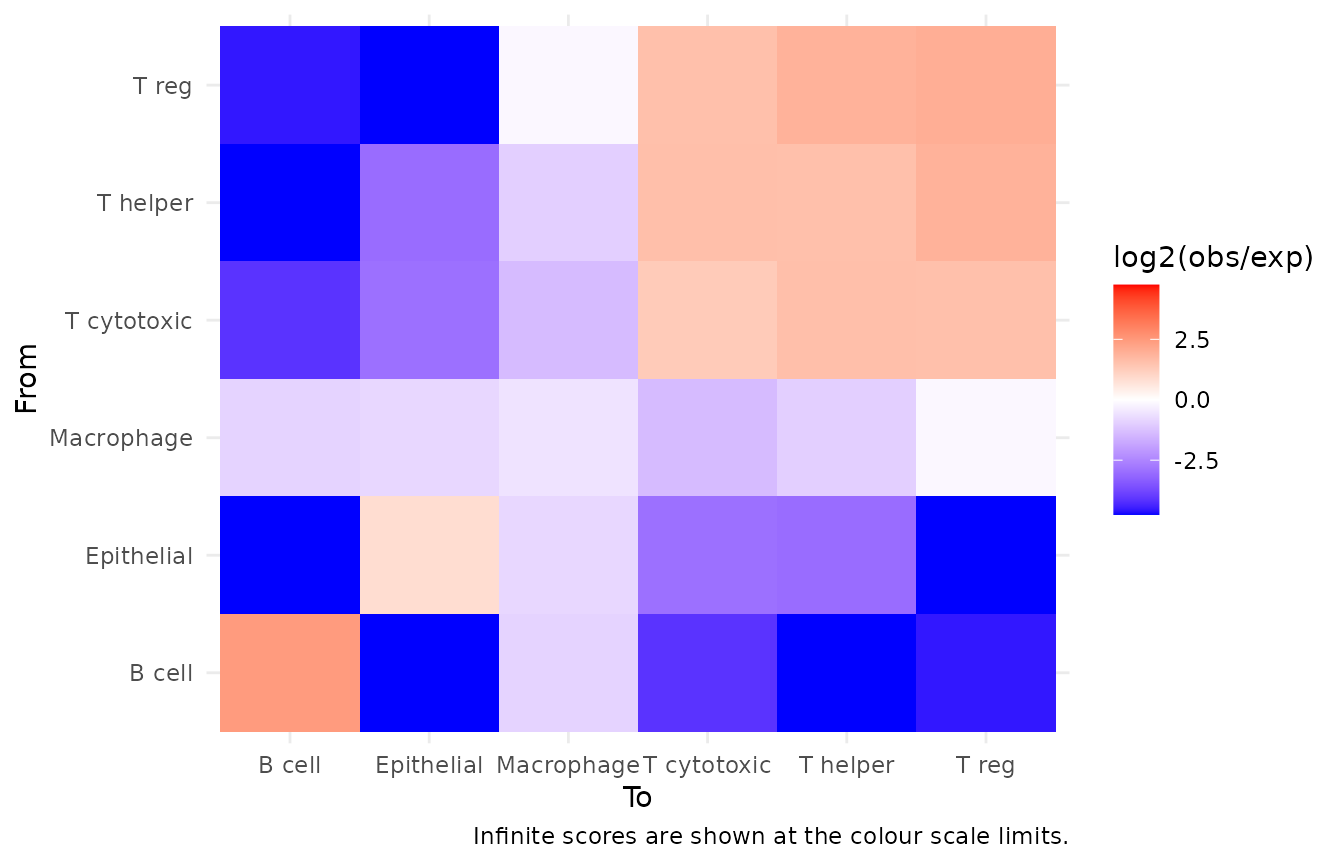 T reg
T helper
T cytotoxic
Macrophage
Epithelial
B cell
From
B cell Epithelial Macrophage T cytotoxic T helper T reg
To
Infinite scores are shown at the colour scale limits.
log2(obs/exp)
2.5
0.0
-2.5